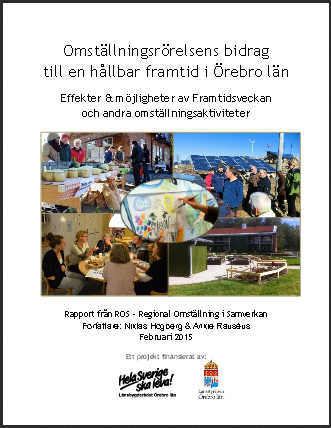 Omställningsrörelsens bidrag
till en hållbar framtid i Örebro län
Effekter & möjligheter av Framtidsveckan
och andra omställningsaktiviteter
Rapport från ROS - Regional Omställning i Samverkan
Författare: Niklas Högberg & Ankie Rauséus
Februari 2015
Ett projekt finansierat av:
Hela Sverige
ska leva!
Länsbygderådet Örebro län
Länsstyrelsen
Örebro län